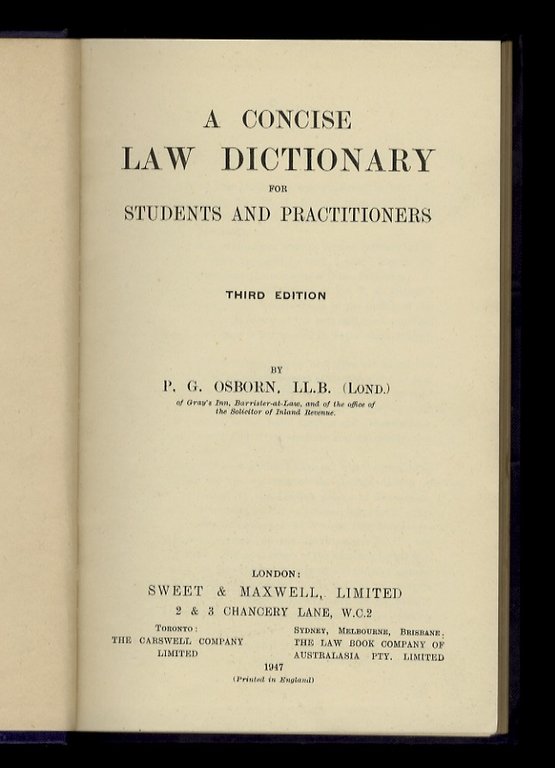 A CONCISE
LAW DICTIONARY
FOR
STUDENTS AND PRACTITIONERS
THIRD EDITION
BY
P. G. OSBORN, LL.B. (LOND.)
of Gray's Inn, Barrister-at-Law, and of the office of
the Solicitor of Inland Revenue.
LONDON:
SWEET & MAXWELL, LIMITED
2 & 3 CHANCERY LANE, W.C.2
TORONTO:
THE CARSWELL COMPANY
LIMITED
SYDNEY, MELBOURNE, BRISBANE:
THE LAW BOOK COMPANY OF
AUSTRALASIA PTY. LIMITED
1947
(Printed in England)